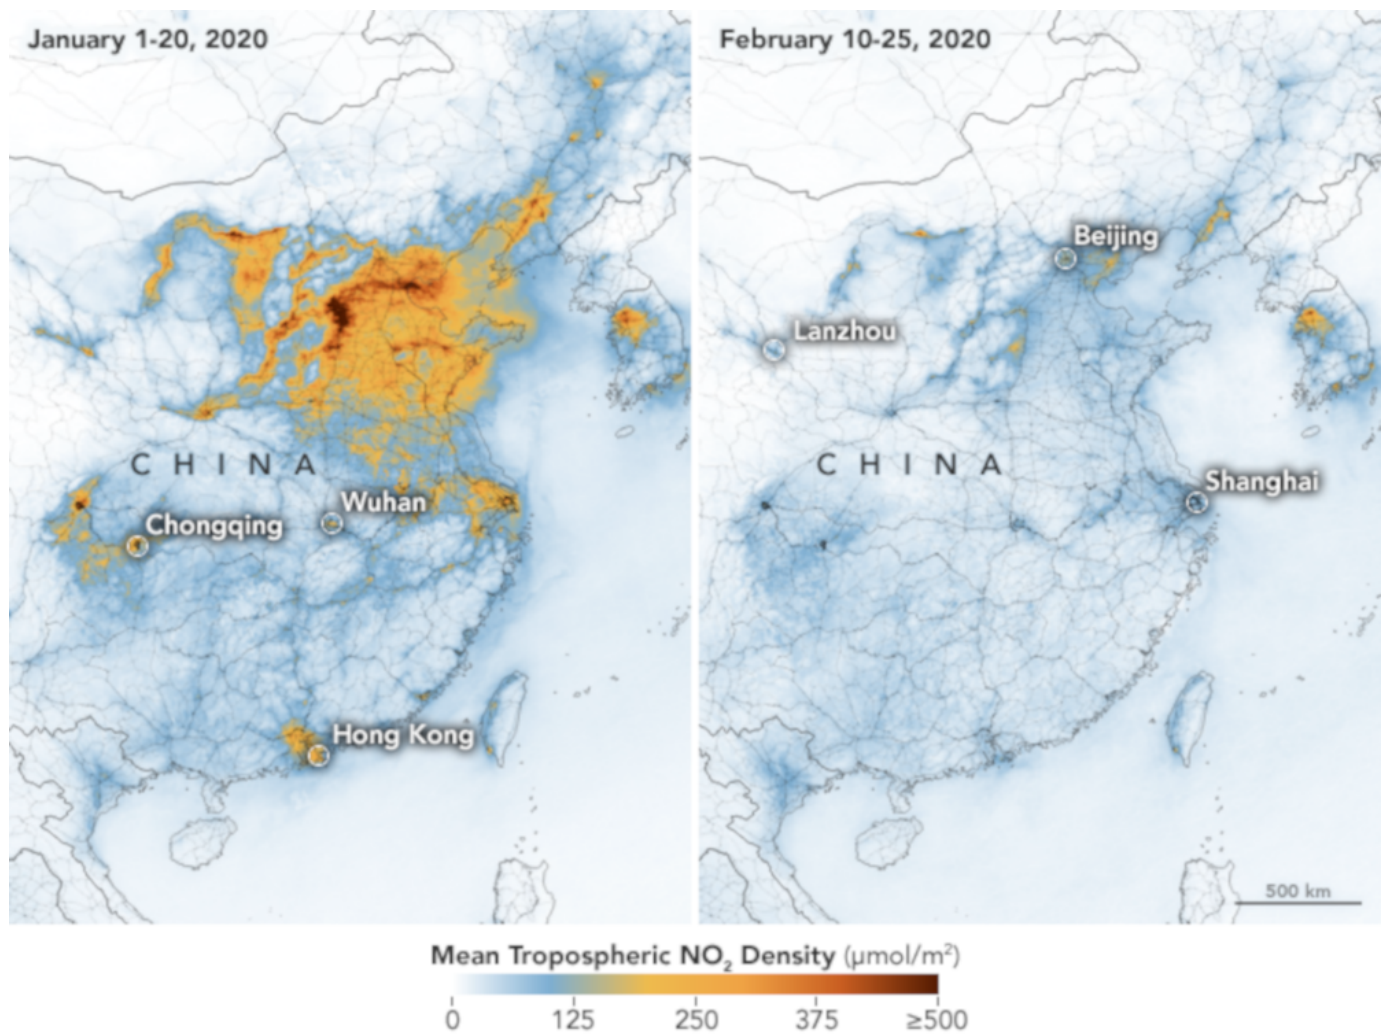 January 1-20, 2020
February 10-25, 2020
Beijing
Lanzhou
CHINA
CHINA
Wuhan
Shanghai
Chongqing
Hong Kong
500 km
Mean Tropospheric NO₂ Density (µmol/m²)
0 125 250 375 ≥500